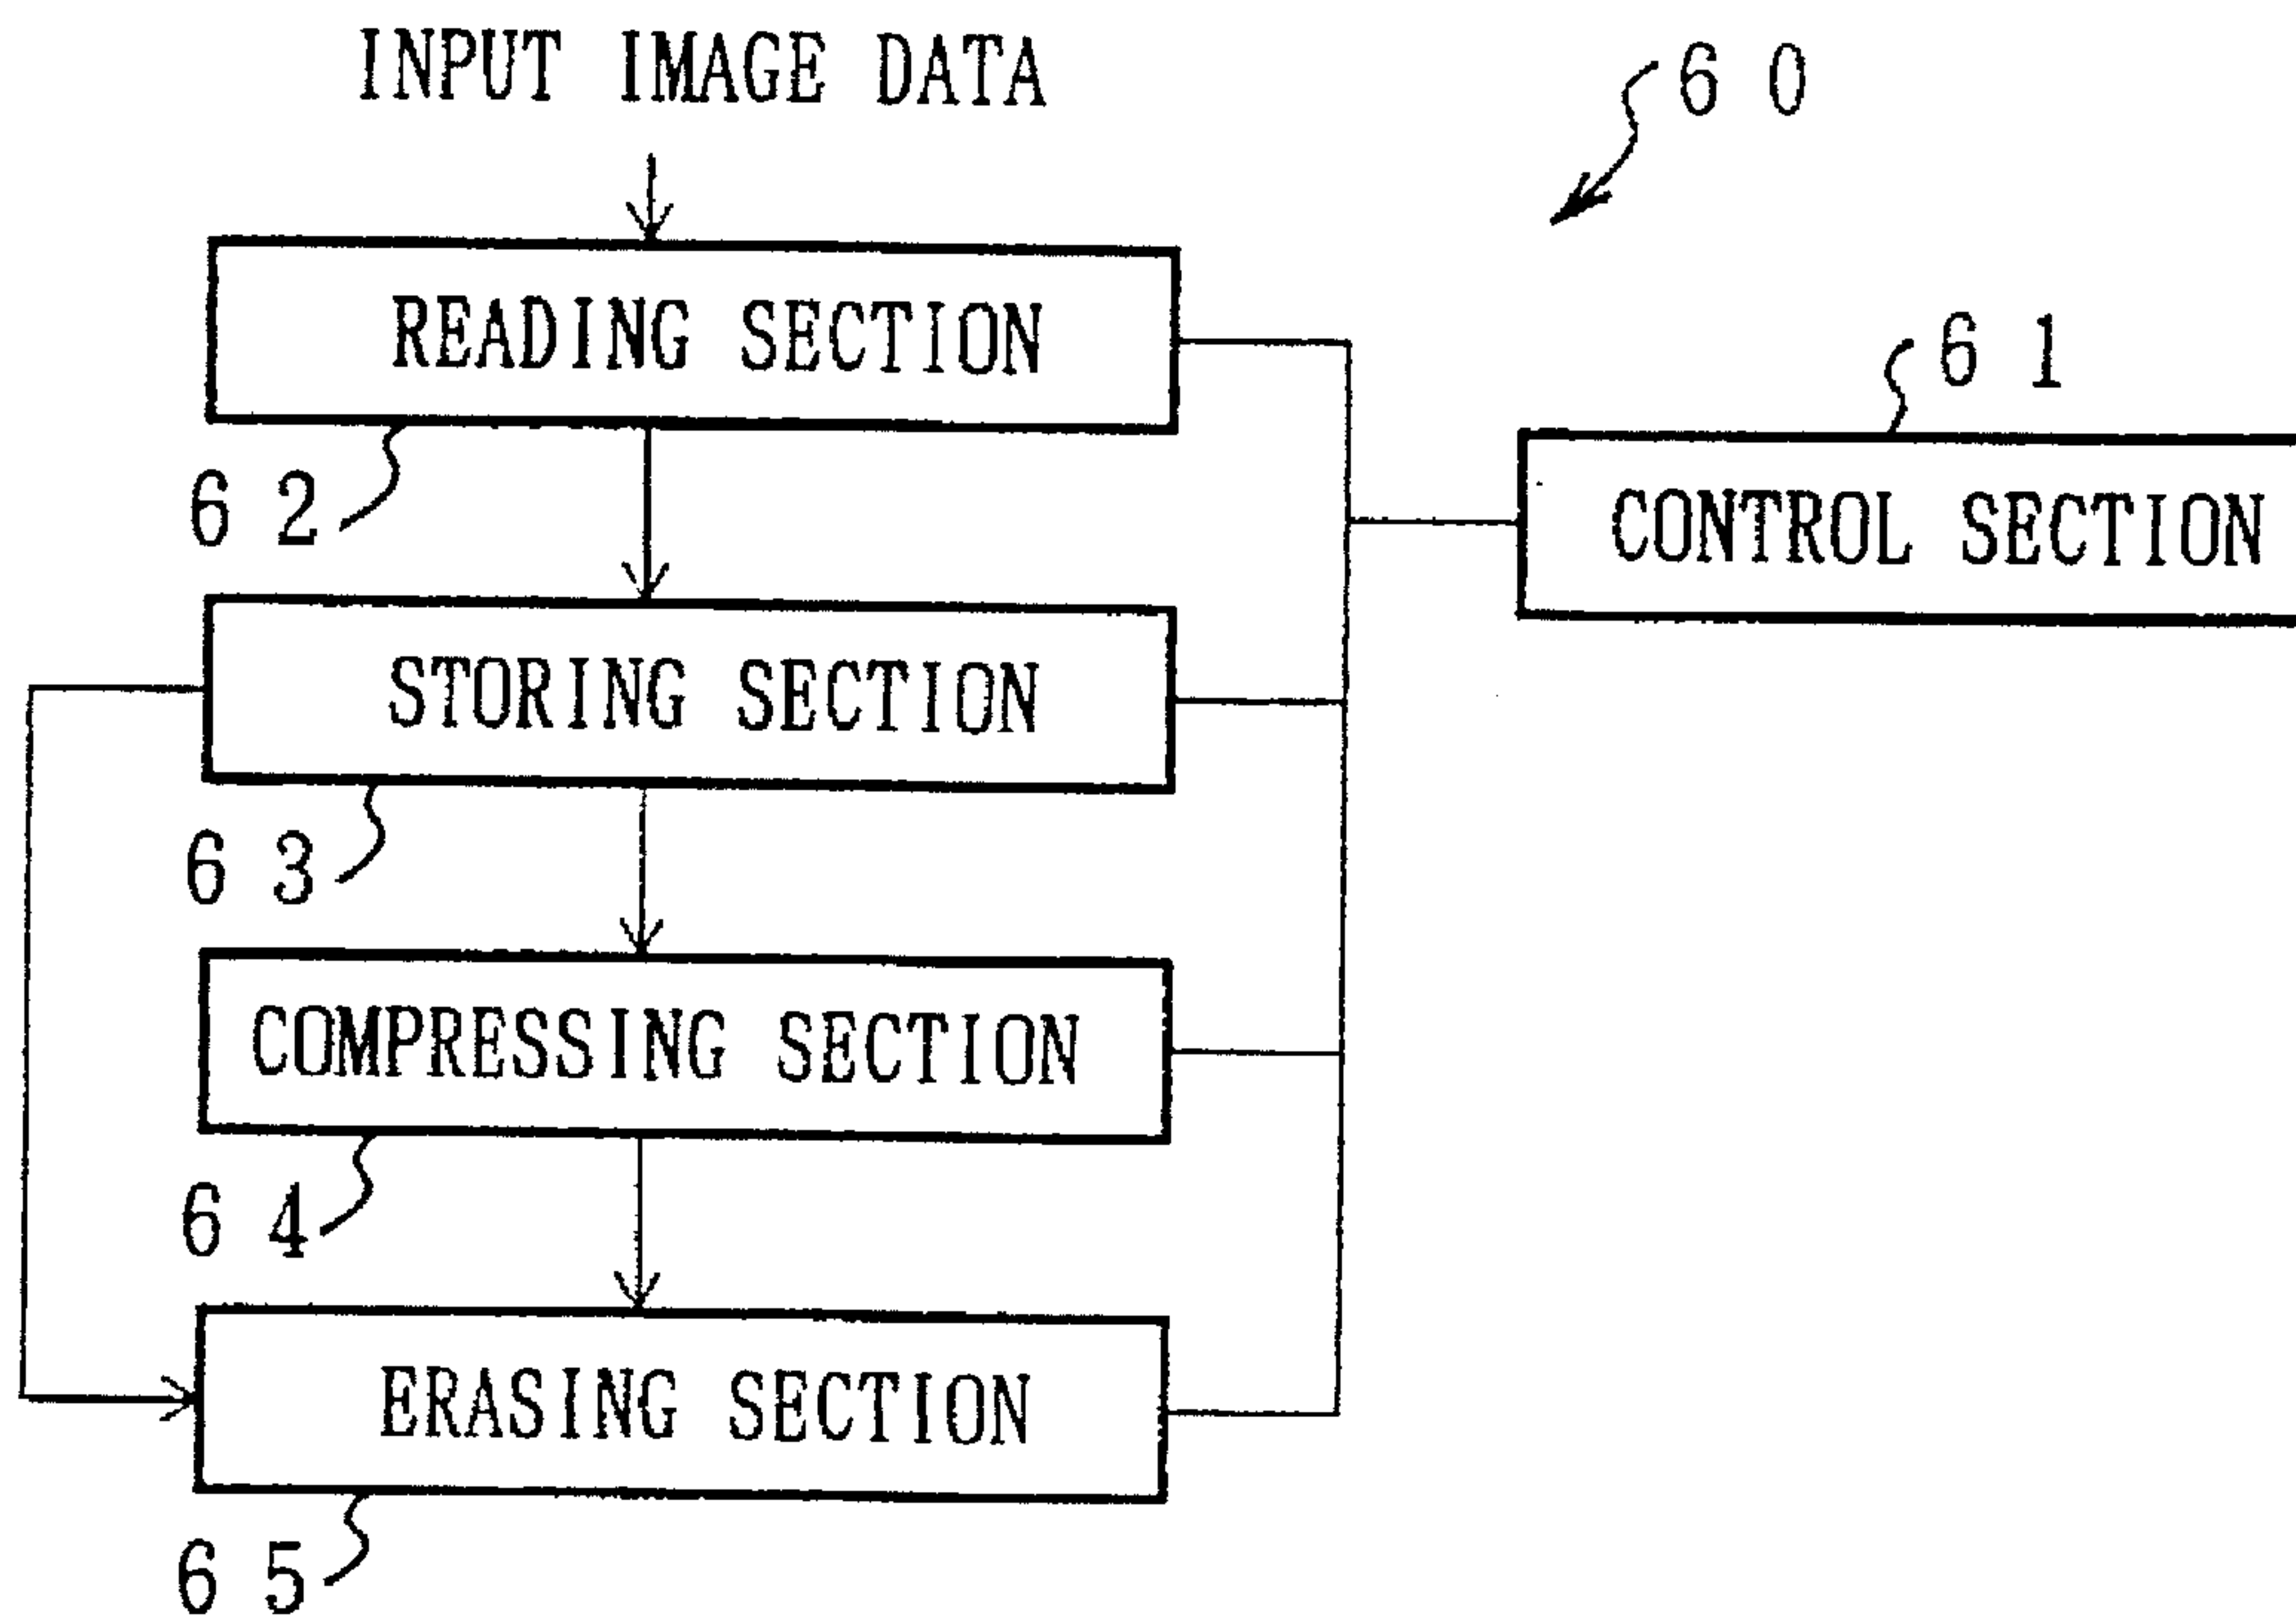 INPUT IMAGE DATA
60
READING SECTION
61
62
CONTROL SECTION
STORING SECTION
63
COMPRESSING SECTION
64
ERASING SECTION
65